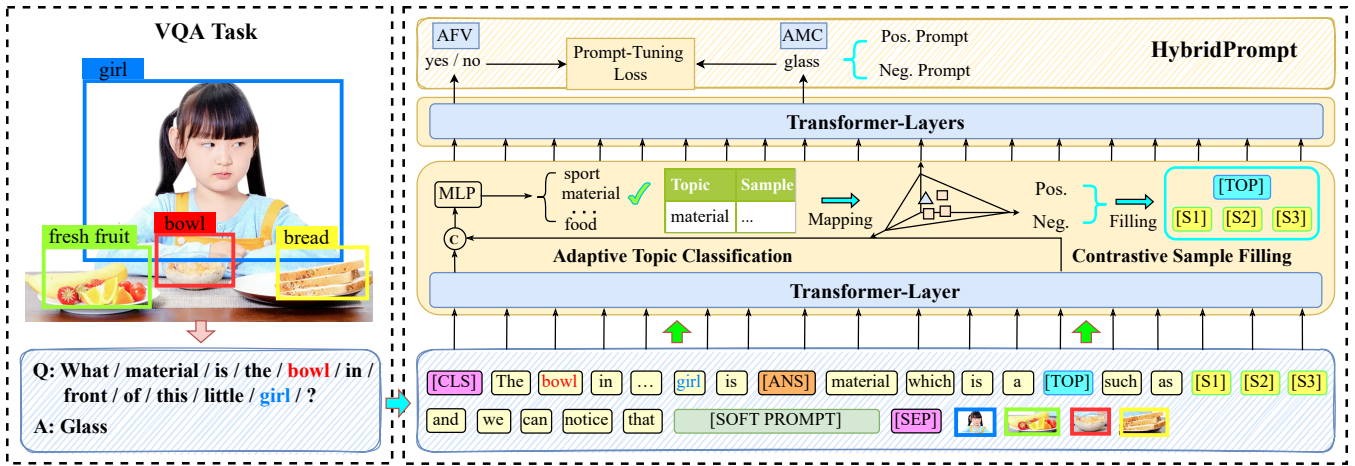 VQA Task
girl
bowl
fresh fruit
bread
Q: What / material / is / the / bowl / in /
front / of / this / little / girl / ?
A: Glass
AFV
yes / no
Prompt-Tuning
Loss
AMC
glass
Pos. Prompt
Neg. Prompt
HybridPrompt
Transformer-Layers
MLP
C
sport
material
...
food
Topic Sample
material ...
Mapping
Pos.
Neg.
Filling
[TOP]
[S1] [S2] [S3]
Adaptive Topic Classification
Contrastive Sample Filling
Transformer-Layer
[CLS] The bowl in ... girl is [ANS] material which is a [TOP] such as [S1] [S2] [S3]
and we can notice that [SOFT PROMPT] [SEP]